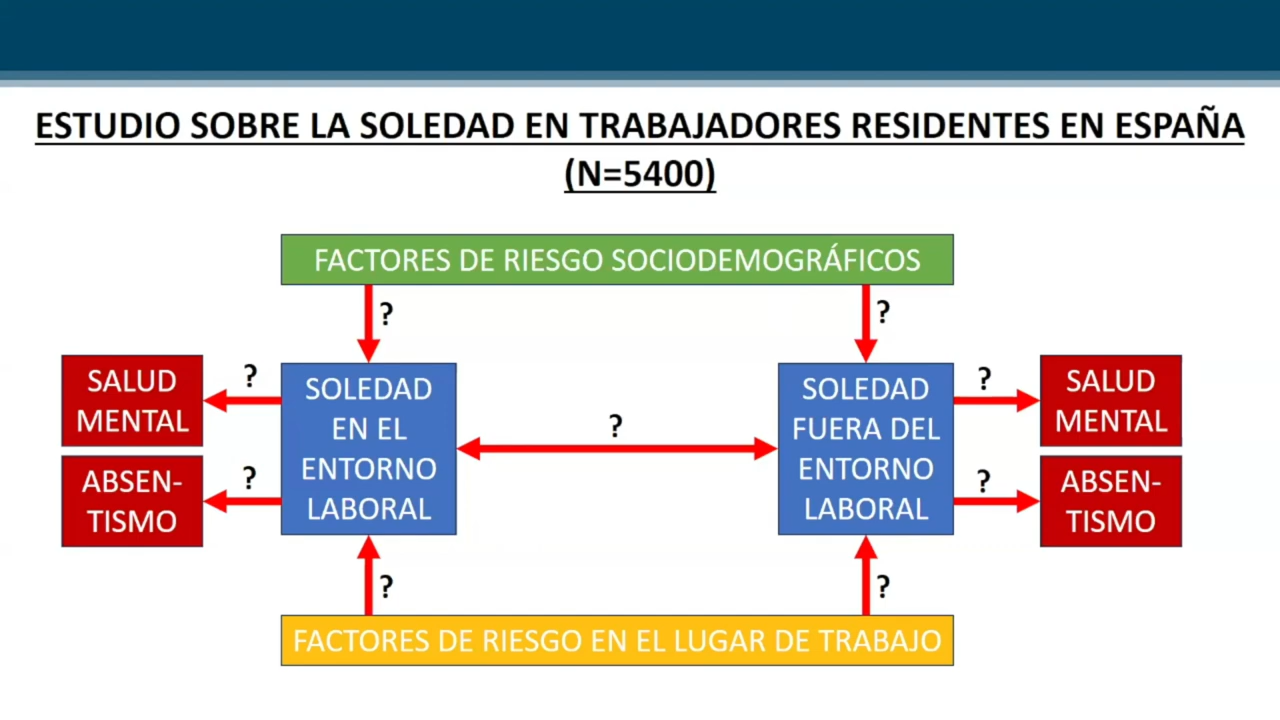 ESTUDIO SOBRE LA SOLEDAD EN TRABAJADORES RESIDENTES EN ESPAÑA
(N=5400)
FACTORES DE RIESGO SOCIODEMOGRÁFICOS
?
?
SALUD
MENTAL
?
ABSEN-
TISMO
?
SOLEDAD
EN EL
ENTORNO
LABORAL
?
SOLEDAD
FUERA DEL
ENTORNO
LABORAL
?
SALUD
MENTAL
?
ABSEN-
TISMO
?
?
FACTORES DE RIESGO EN EL LUGAR DE TRABAJO